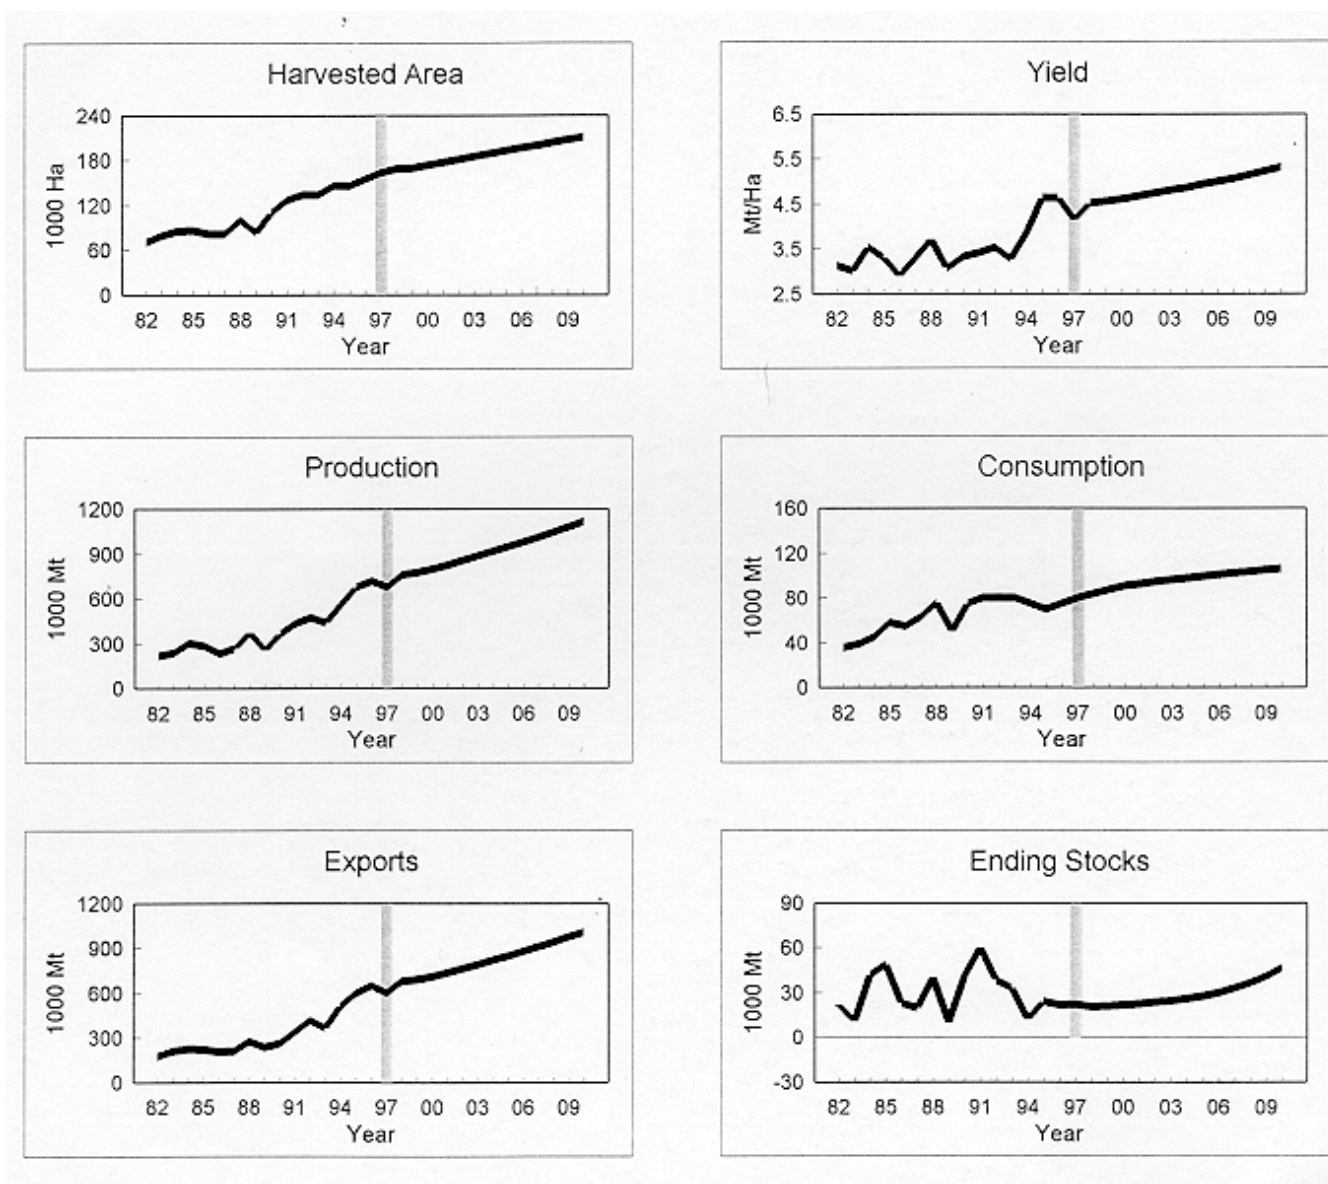 Harvested Area
240
180
120
60
0
1000 Ha
82 85 88 91 94 97 00 03 06 09
Year
Yield
6.5
5.5
4.5
3.5
2.5
Mt/Ha
82 85 88 91 94 97 00 03 06 09
Year
Production
1200
900
600
300
0
1000 Mt
82 85 88 91 94 97 00 03 06 09
Year
Consumption
160
120
80
40
0
1000 Mt
82 85 88 91 94 97 00 03 06 09
Year
Exports
1200
900
600
300
0
1000 Mt
82 85 88 91 94 97 00 03 06 09
Year
Ending Stocks
90
60
30
0
-30
1000 Mt
82 85 88 91 94 97 00 03 06 09
Year